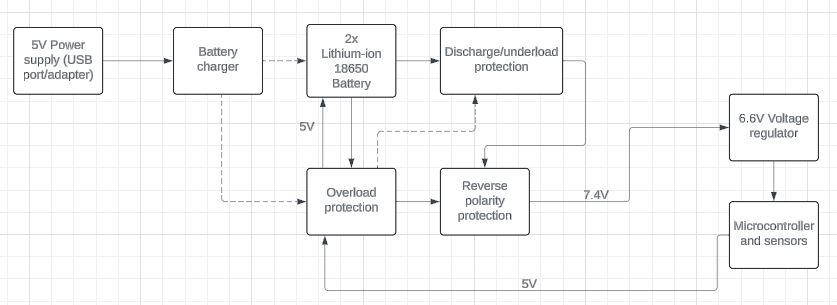 5V Power
supply (USB
port/adapter)
Battery
charger
2x
Lithium-ion
18650
Battery
Discharge/underload
protection
6.6V Voltage
regulator
5V
Overload
protection
Reverse
polarity
protection
7.4V
Microcontroller
and sensors
5V